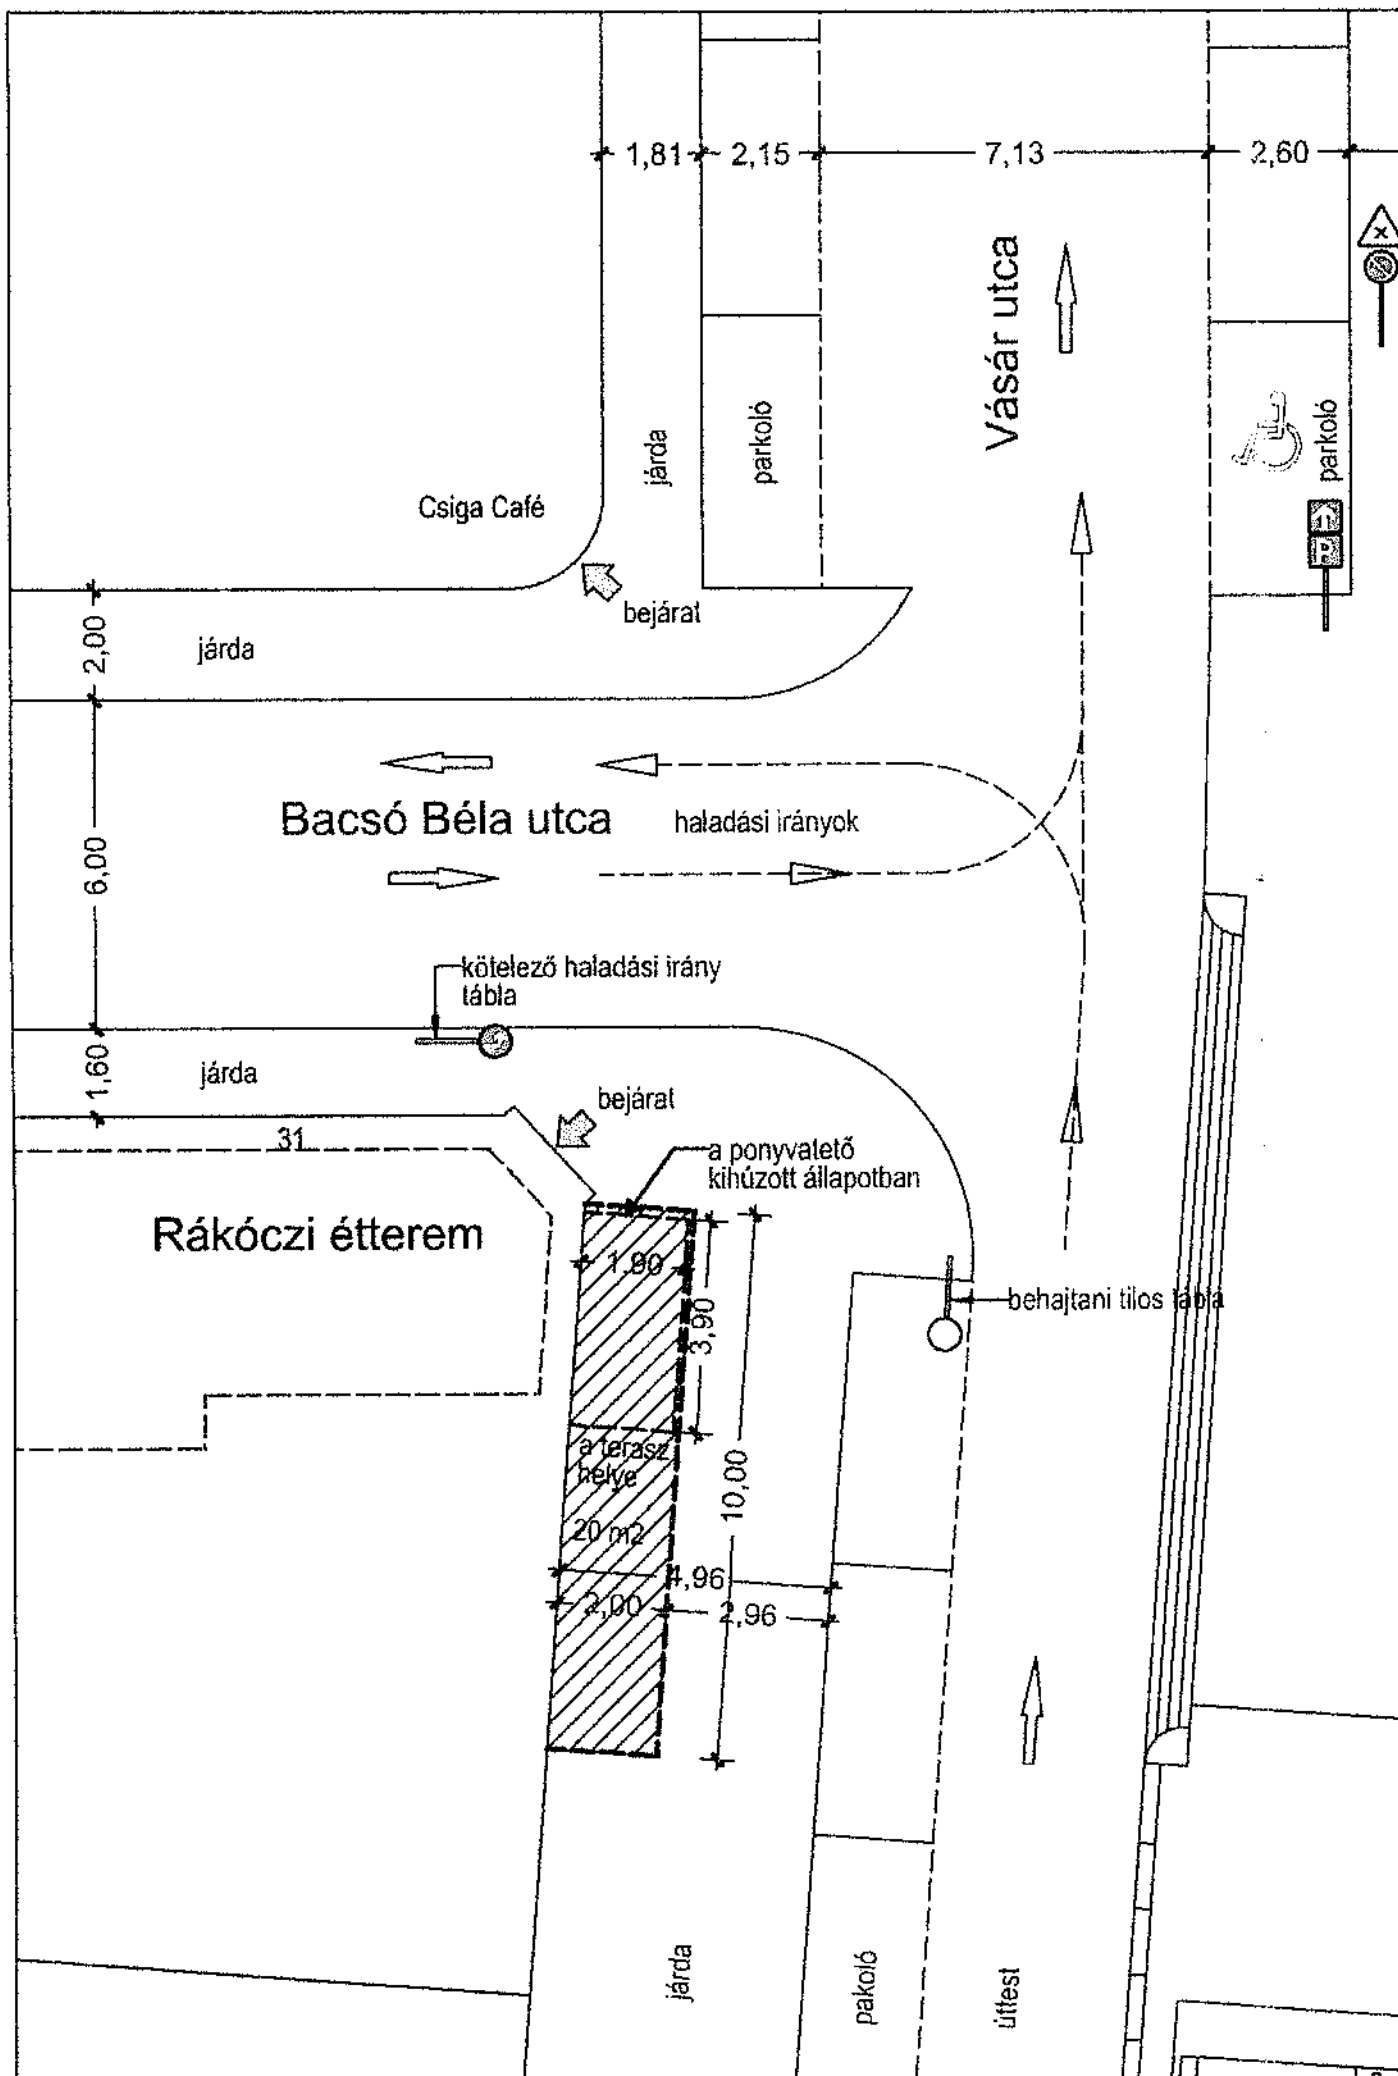 1,81
2,15
7,13
2,60
Vásár utca
járda
parkoló
parkoló
P
Csiga Café
bejárat
2,00
járda
6,00
Bacsó Béla utca
haladási irányok
kötelező haladási irány
tábla
1,60
járda
bejárat
31
a ponyvatető
kihúzott állapotban
Rákóczi étterem
1.90
3,90
behajtani tilos tábla
a terasz
helye
10,00
20 m2
4,96
2,00
2,96
járda
pakoló
úttest